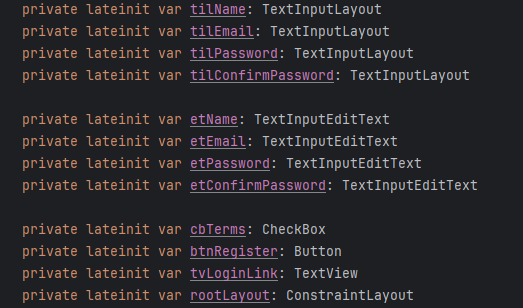 private lateinit var tilName: TextInputLayout
private lateinit var tilEmail: TextInputLayout
private lateinit var tilPassword: TextInputLayout
private lateinit var tilConfirmPassword: TextInputLayout
private lateinit var etName: TextInputEditText
private lateinit var etEmail: TextInputEditText
private lateinit var etPassword: TextInputEditText
private lateinit var etConfirmPassword: TextInputEditText
private lateinit var cbTerms: CheckBox
private lateinit var btnRegister: Button
private lateinit var tvLoginLink: TextView
private lateinit var rootLayout: ConstraintLayout